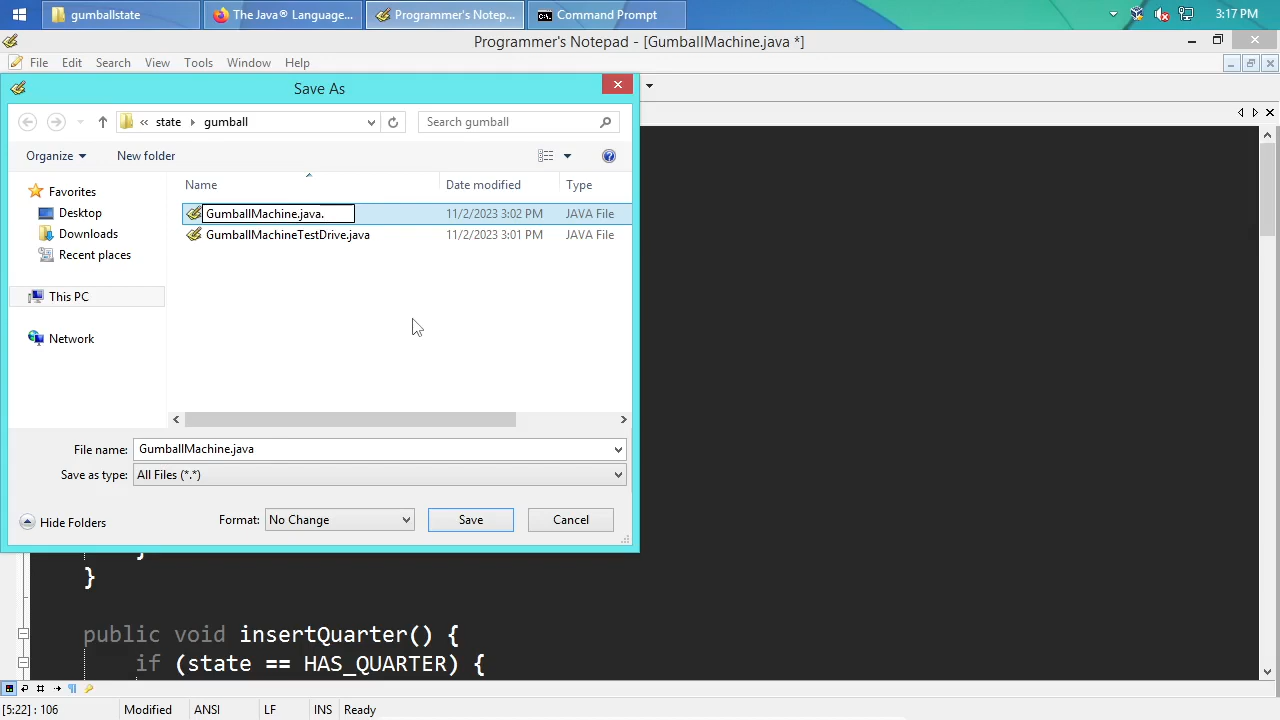 gumballstate
The Java® Language...
Programmer's Notep...
Command Prompt
3:17 PM
Programmer's Notepad - [GumballMachine.java *]
File Edit Search View Tools Window Help
Save As
state gumball
Search gumball
Organize
New folder
Name Date modified Type
Favorites
Desktop
Downloads
Recent places
This PC
Network
GumballMachine.java. 11/2/2023 3:02 PM JAVA File
GumballMachineTestDrive.java 11/2/2023 3:01 PM JAVA File
File name: GumballMachine.java
Save as type: All Files (*.*)
Hide Folders
Format: No Change
Save
Cancel
}
}
public void insertQuarter() {
if (state == HAS_QUARTER) {
[5:22] : 106 Modified ANSI LF INS Ready